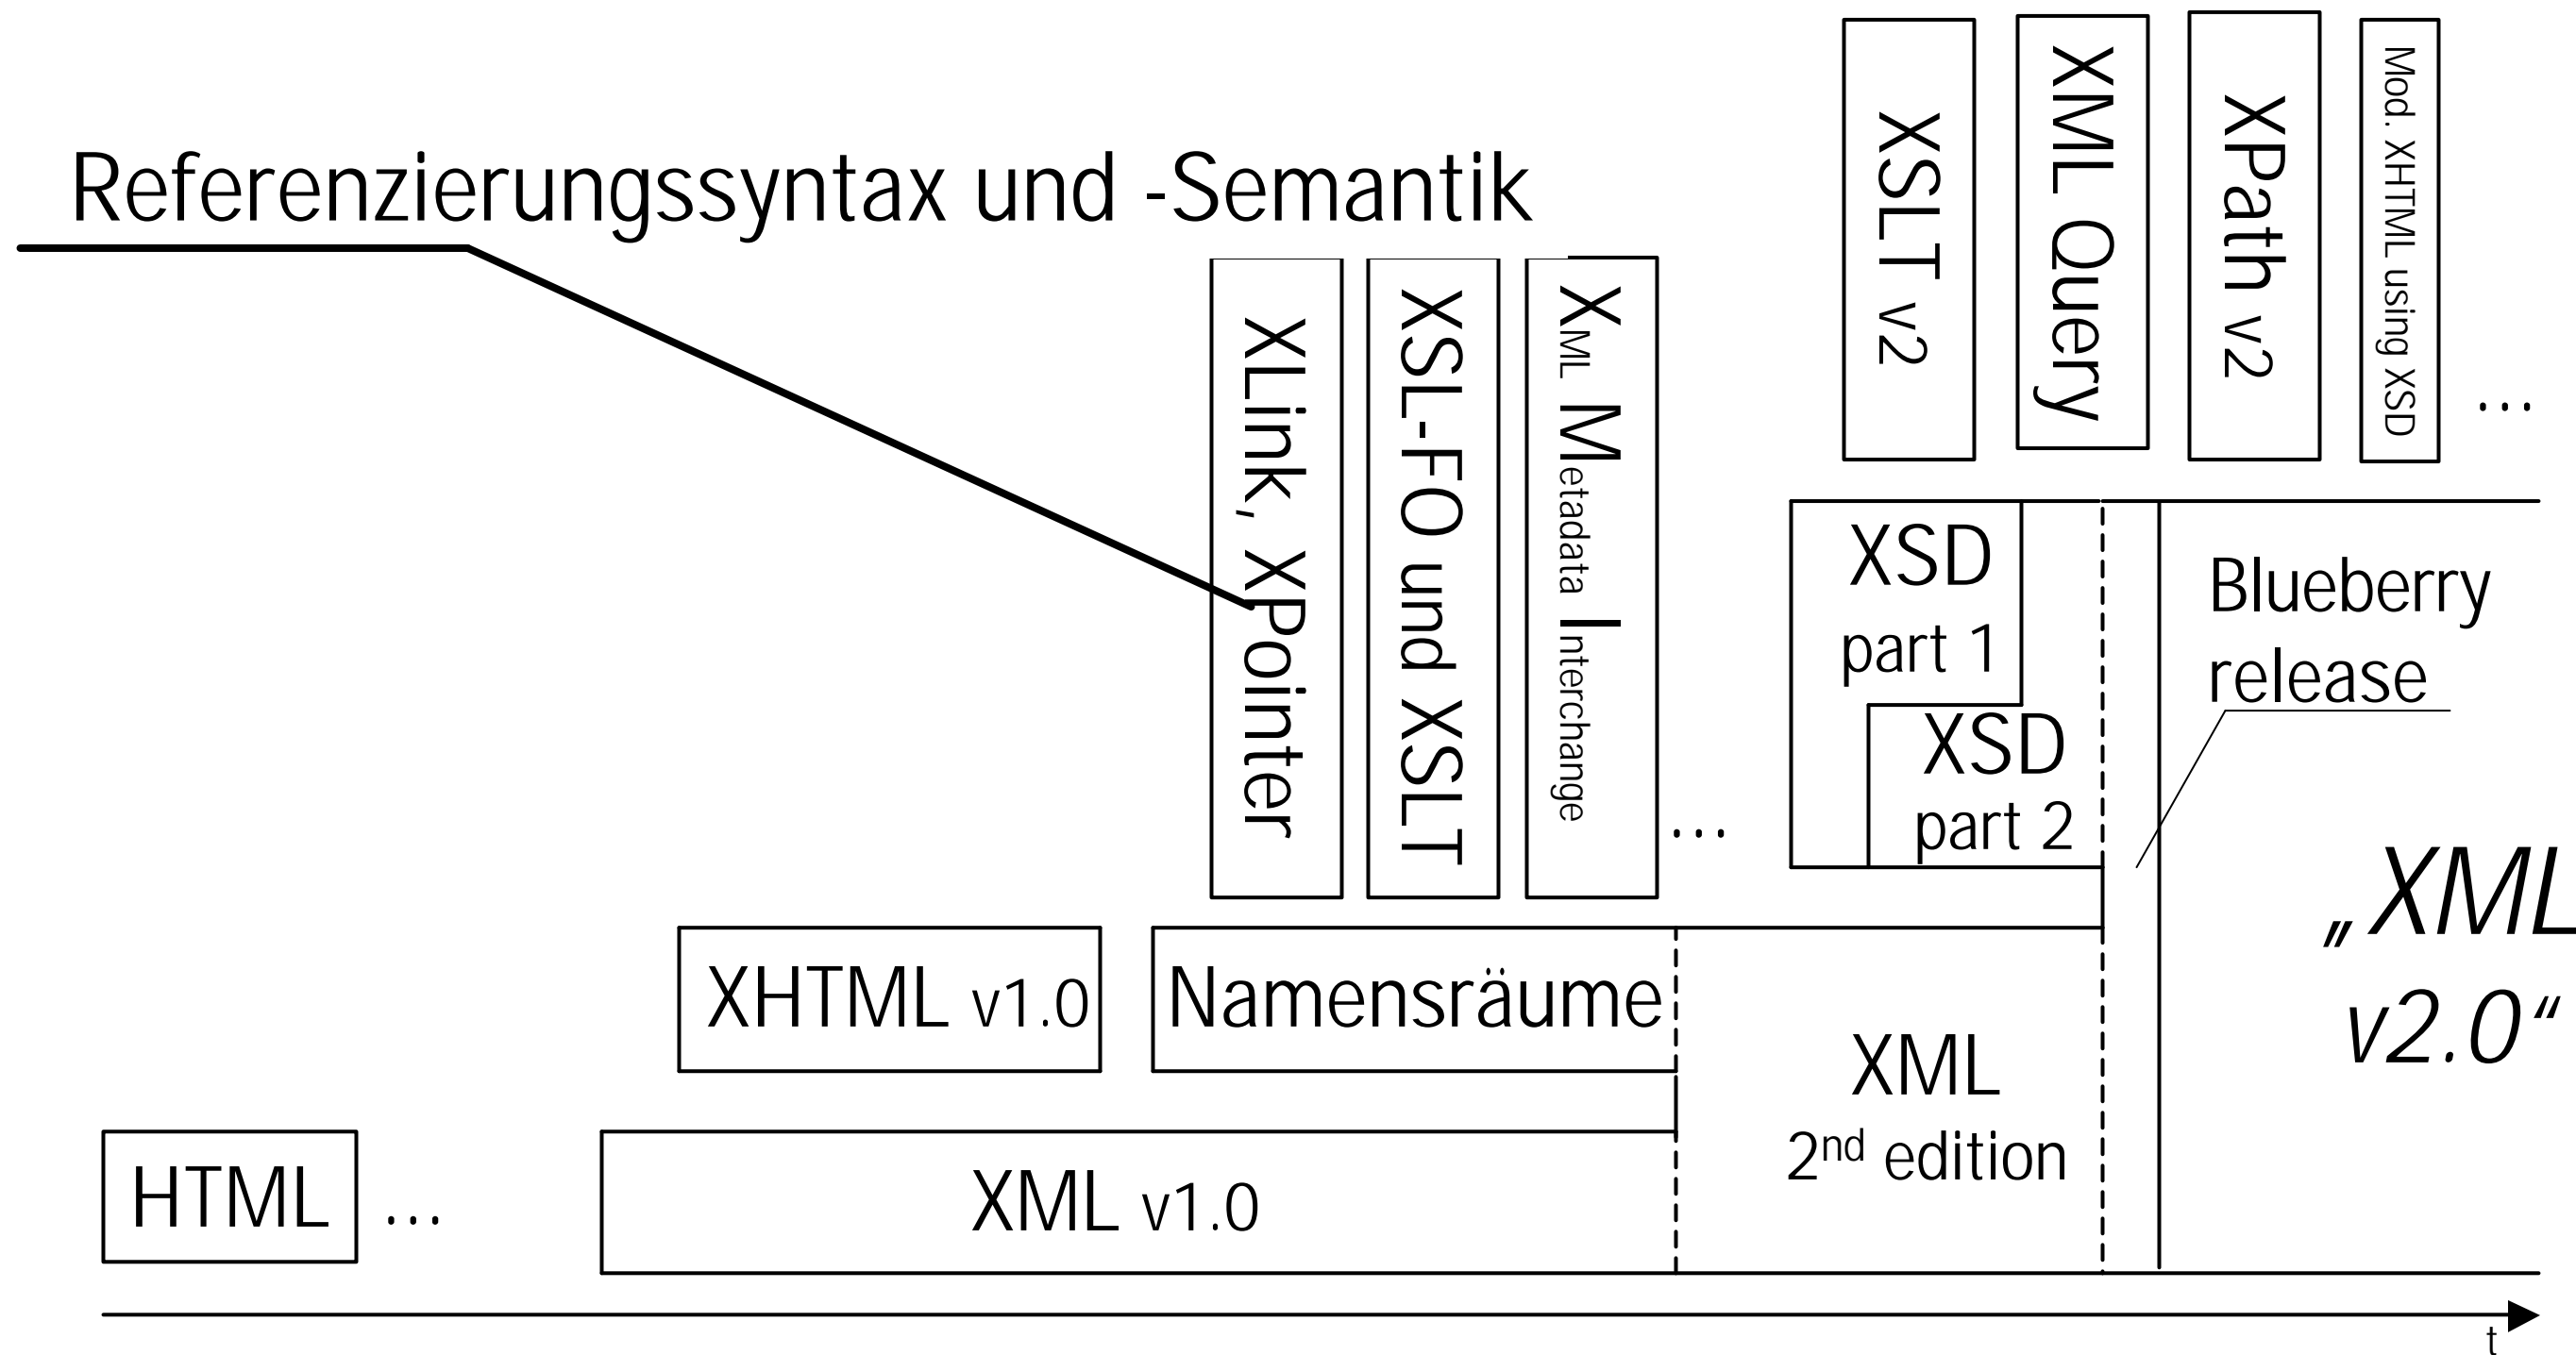 Referenzierungssyntax und -Semantik
XLink, XPointer
XSL-FO und XSLT
XML Metadata Interchange
...
XSLT v2
XML Query
XPath v2
Mod. XHTML using XSD
...
XSD
part 1
XSD
part 2
Blueberry
release
„XML
v2.0“
XHTML v1.0
Namensräume
XML
2nd edition
HTML
...
XML v1.0
t